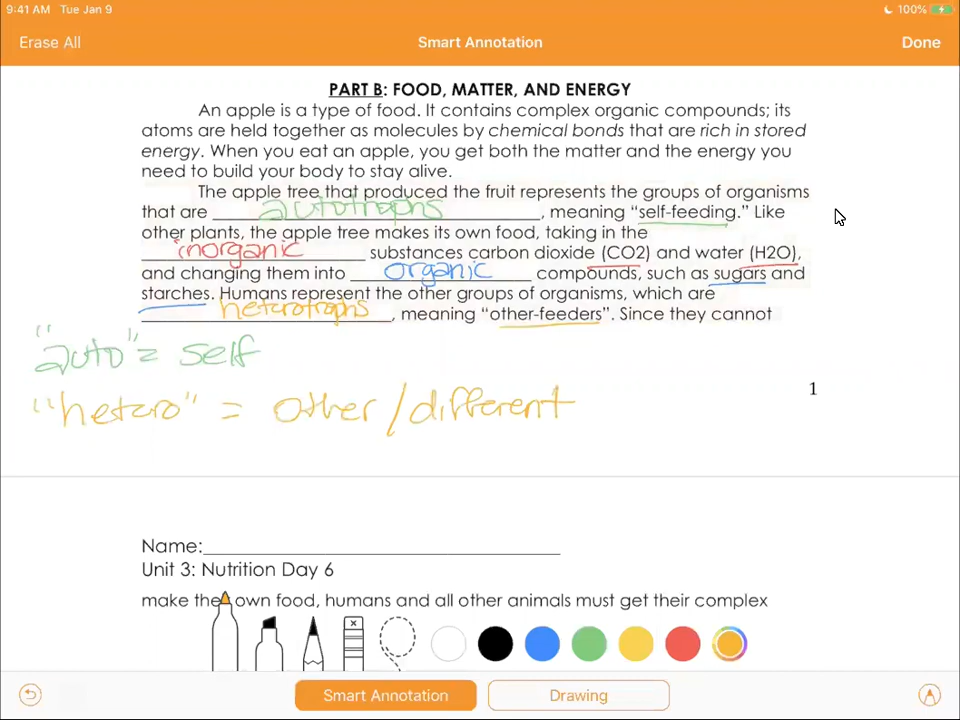 9:41 AM Tue Jan 9 100%
Erase All Smart Annotation Done
PART B: FOOD, MATTER, AND ENERGY
An apple is a type of food. It contains complex organic compounds; its
atoms are held together as molecules by chemical bonds that are rich in stored
energy. When you eat an apple, you get both the matter and the energy you
need to build your body to stay alive.
The apple tree that produced the fruit represents the groups of organisms
that are autotrophs, meaning “self-feeding.” Like
other plants, the apple tree makes its own food, taking in the
inorganic substances carbon dioxide (CO2) and water (H2O),
and changing them into organic compounds, such as sugars and
starches. Humans represent the other groups of organisms, which are
heterotrophs, meaning “other-feeders”. Since they cannot
"auto" = self
"hetero" = other/different
1
Name:
Unit 3: Nutrition Day 6
make their own food, humans and all other animals must get their complex
Smart Annotation Drawing